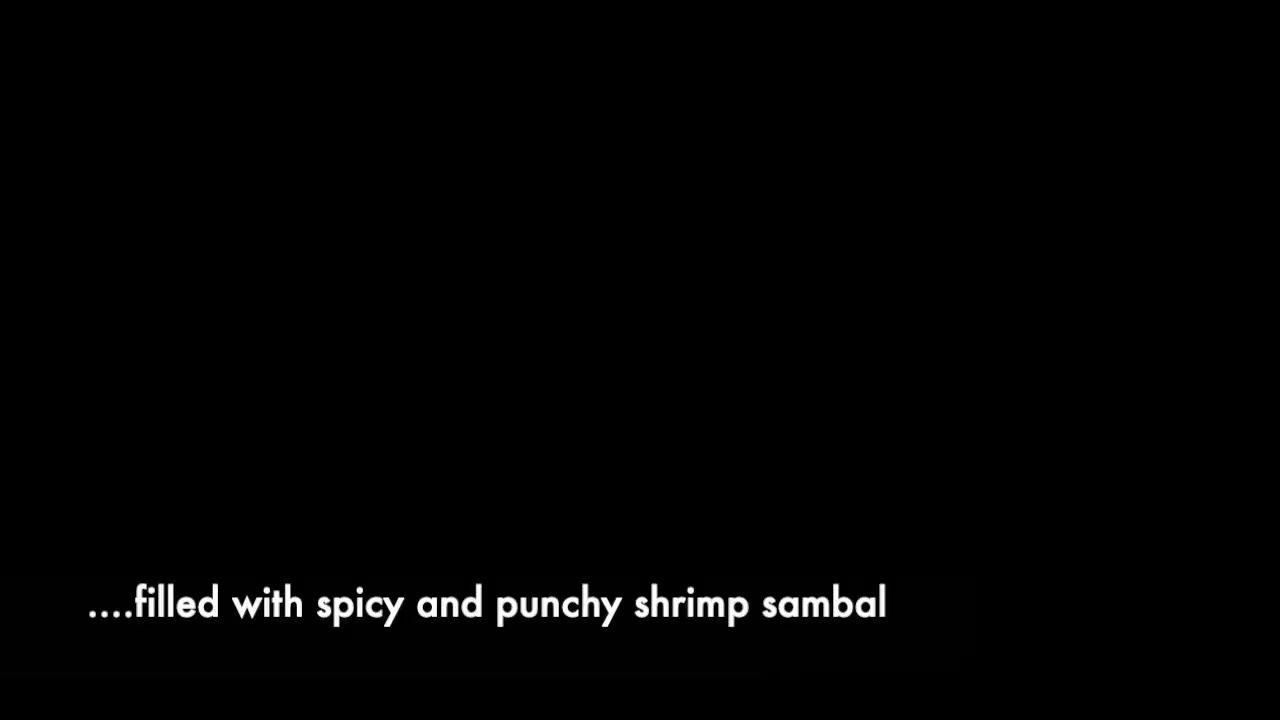 ....filled with spicy and punchy shrimp sambal